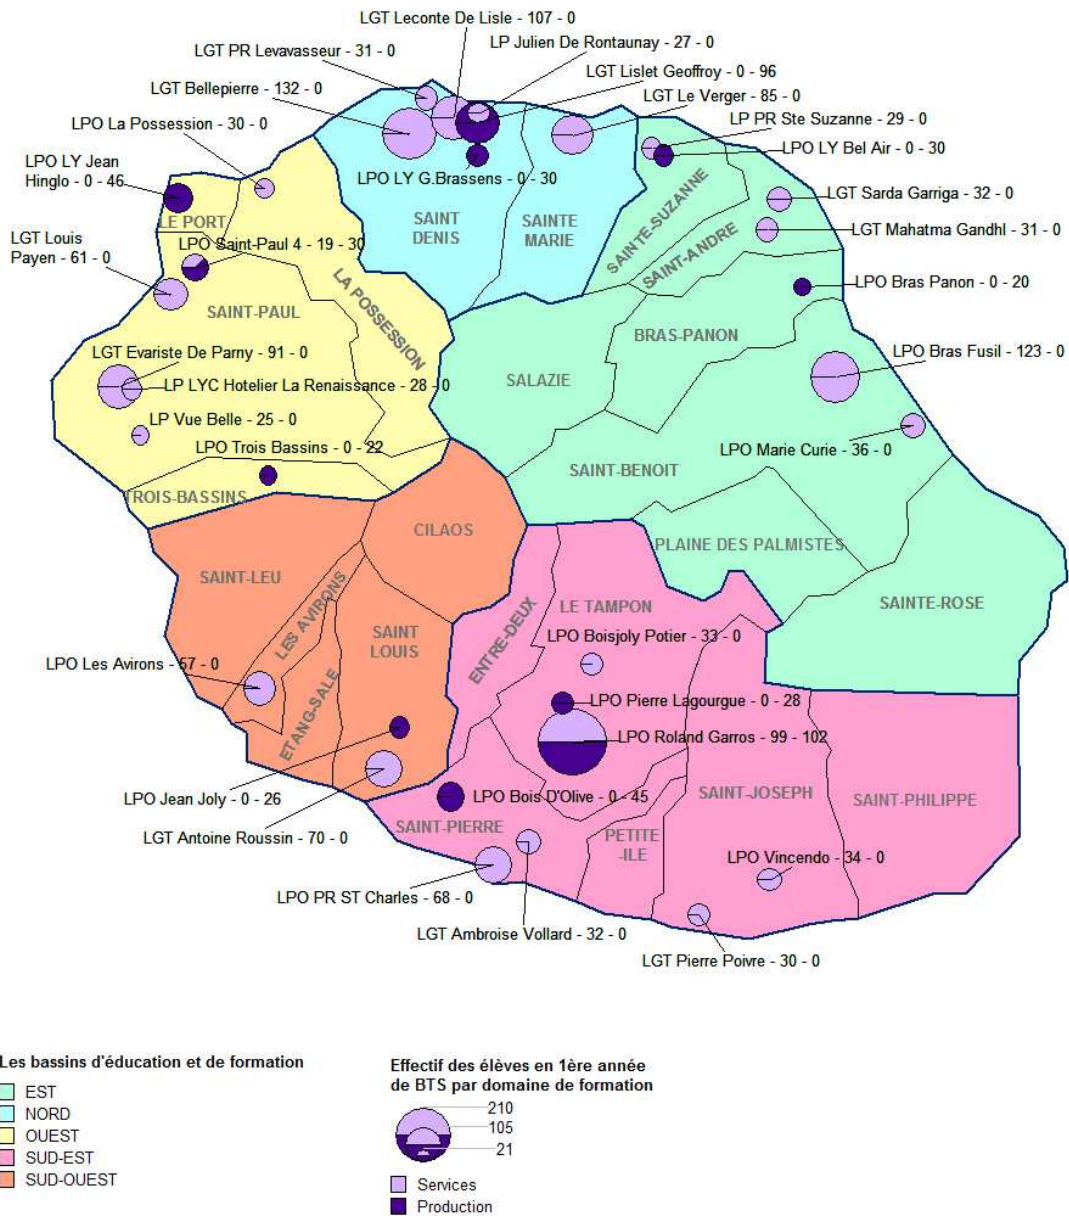 LGT Leconte De Lisle - 107 - 0
LP Julien De Rontaunay - 27 - 0
LGT PR Levavasseur - 31 - 0
LGT Lislet Geoffroy - 0 - 96
LGT Bellepierre - 132 - 0
LGT Le Verger - 85 - 0
LPO La Possession - 30 - 0
LP PR Ste Suzanne - 29 - 0
LPO LY Bel Air - 0 - 30
LPO LY Jean
Hinglo - 0 - 46
LPO LY G.Brassens - 0 - 30
LGT Sarda Garriga - 32 - 0
LE PORT
SAINT
DENIS
SAINTE
MARIE
SAINTE-SUZANNE
SAINT-ANDRE
LGT Mahatma Gandhl - 31 - 0
LGT Louis
Payen - 61 - 0
LPO Saint-Paul 4 - 19 - 30
LPO Bras Panon - 0 - 20
LA POSSESSION
SAINT-PAUL
BRAS-PANON
LGT Evariste De Parny - 91 - 0
LPO Bras Fusil - 123 - 0
LP LYC Hotelier La Renaissance - 28 - 0
SALAZIE
LP Vue Belle - 25 - 0
LPO Trois Bassins - 0 - 22
LPO Marie Curie - 36 - 0
SAINT-BENOIT
TROIS-BASSINS
CILAOS
PLAINE DES PALMISTES
SAINT-LEU
LES AVIRONS
SAINTE-ROSE
LE TAMPON
ENTRE-DEUX
SAINT
LOUIS
LPO Boisjoly Potier - 33 - 0
LPO Les Avirons - 57 - 0
ETANG-SALE
LPO Pierre Lagourgue - 0 - 28
LPO Roland Garros - 99 - 102
LPO Jean Joly - 0 - 26
LPO Bois D'Olive - 0 - 45
SAINT-JOSEPH
SAINT-PHILIPPE
LGT Antoine Roussin - 70 - 0
SAINT-PIERRE
PETITE
-ILE
LPO Vincendo - 34 - 0
LPO PR ST Charles - 68 - 0
LGT Ambroise Vollard - 32 - 0
LGT Pierre Poivre - 30 - 0
Les bassins d'éducation et de formation
EST
NORD
OUEST
SUD-EST
SUD-OUEST
Effectif des élèves en 1ère année
de BTS par domaine de formation
210
105
21
Services
Production